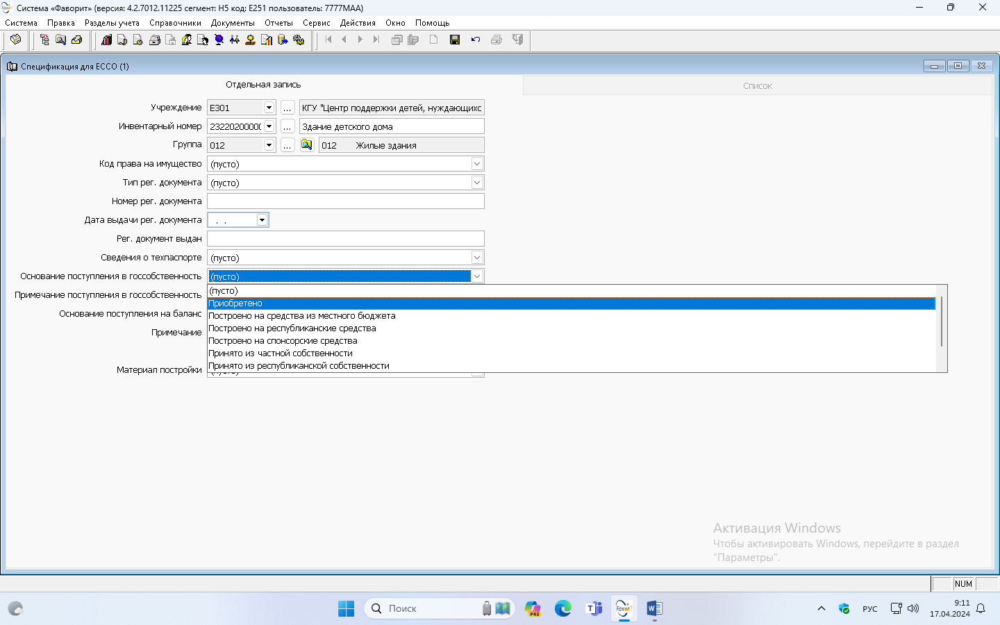 Система «Фаворит» (версия: 4.2.7012.11225 сегмент: H5 код: E251 пользователь: 7777MAA)
Система Правка Разделы учета Справочники Документы Отчеты Сервис Действия Окно Помощь
Спецификация для ЕССО (1)
Отдельная запись Список
Учреждение E301 ... КГУ "Центр поддержки детей, нуждающихс
Инвентарный номер 2322020000 ... Здание детского дома
Группа 012 ... 012 Жилые здания
Код права на имущество (пусто)
Тип рег. документа (пусто)
Номер рег. документа
Дата выдачи рег. документа . .
Рег. документ выдан
Сведения о техпаспорте (пусто)
Основание поступления в госсобственность (пусто)
Примечание поступления в госсобственность (пусто)
Приобретено
Основание поступления на баланс Построено на средства из местного бюджета
Построено на республиканские средства
Примечание Построено на спонсорские средства
Принято из частной собственности
Принято из республиканской собственности
Материал постройки
Активация Windows
Чтобы активировать Windows, перейдите в раздел
"Параметры".
NUM
Поиск
PRE
Favorit
РУС
9:11
17.04.2024